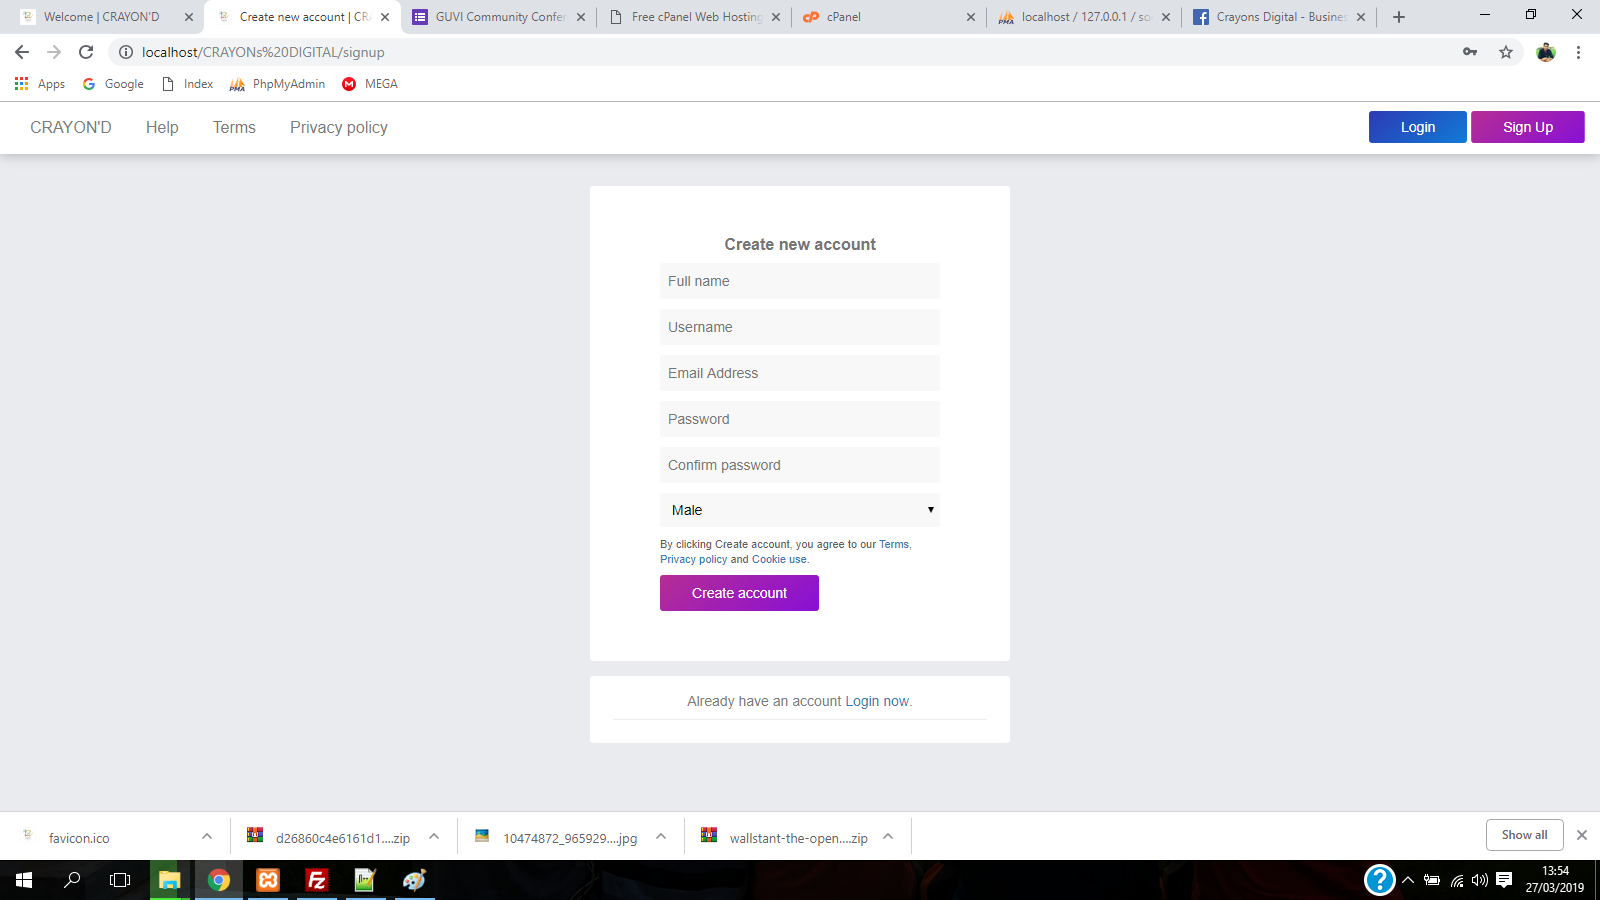 Welcome | CRAYON'D
Create new account | CR
GUVI Community Confer
Free cPanel Web Hosting
cPanel
localhost / 127.0.0.1 / so
Crayons Digital - Busines
localhost/CRAYONs%20DIGITAL/signup
Apps
Google
Index
PhpMyAdmin
MEGA
CRAYON'D
Help
Terms
Privacy policy
Login
Sign Up
Create new account
Full name
Username
Email Address
Password
Confirm password
Male
By clicking Create account, you agree to our Terms,
Privacy policy and Cookie use.
Create account
Already have an account Login now.
favicon.ico
d26860c4e6161d1....zip
10474872_965929....jpg
wallstant-the-open....zip
Show all
13:54
27/03/2019